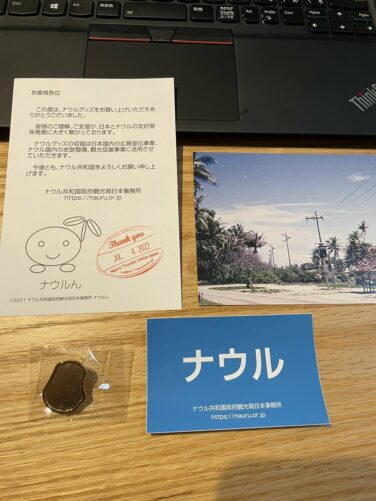 お客様各位
この度は、ナウルグッズをお買い上げいただきあ
りがとうございました。
皆様のご理解、ご支援が、日本とナウルの友好関
係発展に大きく繋がっております。
ナウルグッズの収益は日本国内の広報宣伝事業、
ナウル国内の史跡整備、観光促進事業に活用させ
ていただきます。
今後とも、ナウル共和国をよろしくお願い申し上
げます。
ナウル共和国政府観光局日本事務所
https://nauru.or.jp
Thank you
JUL. 4, 2022
Nauru Tourism Office Japan
ナウルん
©2021 ナウル共和国政府観光局日本事務所 ナウルん
ThinkP
ナウル
ナウル共和国政府観光局日本事務所
https://nauru.or.jp